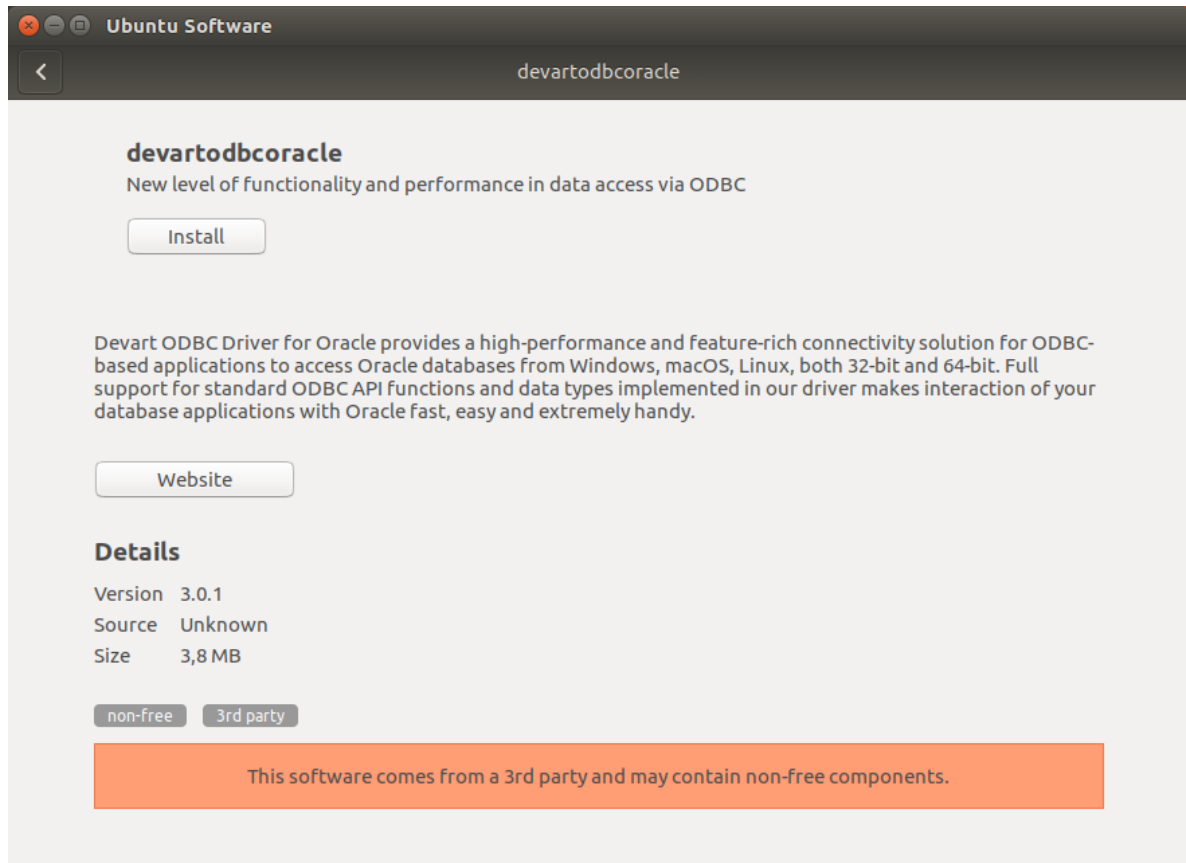 Ubuntu Software
devartodbcoracle
devartodbcoracle
New level of functionality and performance in data access via ODBC
Install
Devart ODBC Driver for Oracle provides a high-performance and feature-rich connectivity solution for ODBC-
based applications to access Oracle databases from Windows, macOS, Linux, both 32-bit and 64-bit. Full
support for standard ODBC API functions and data types implemented in our driver makes interaction of your
database applications with Oracle fast, easy and extremely handy.
Website
Details
Version 3.0.1
Source Unknown
Size 3,8 MB
non-free 3rd party
This software comes from a 3rd party and may contain non-free components.